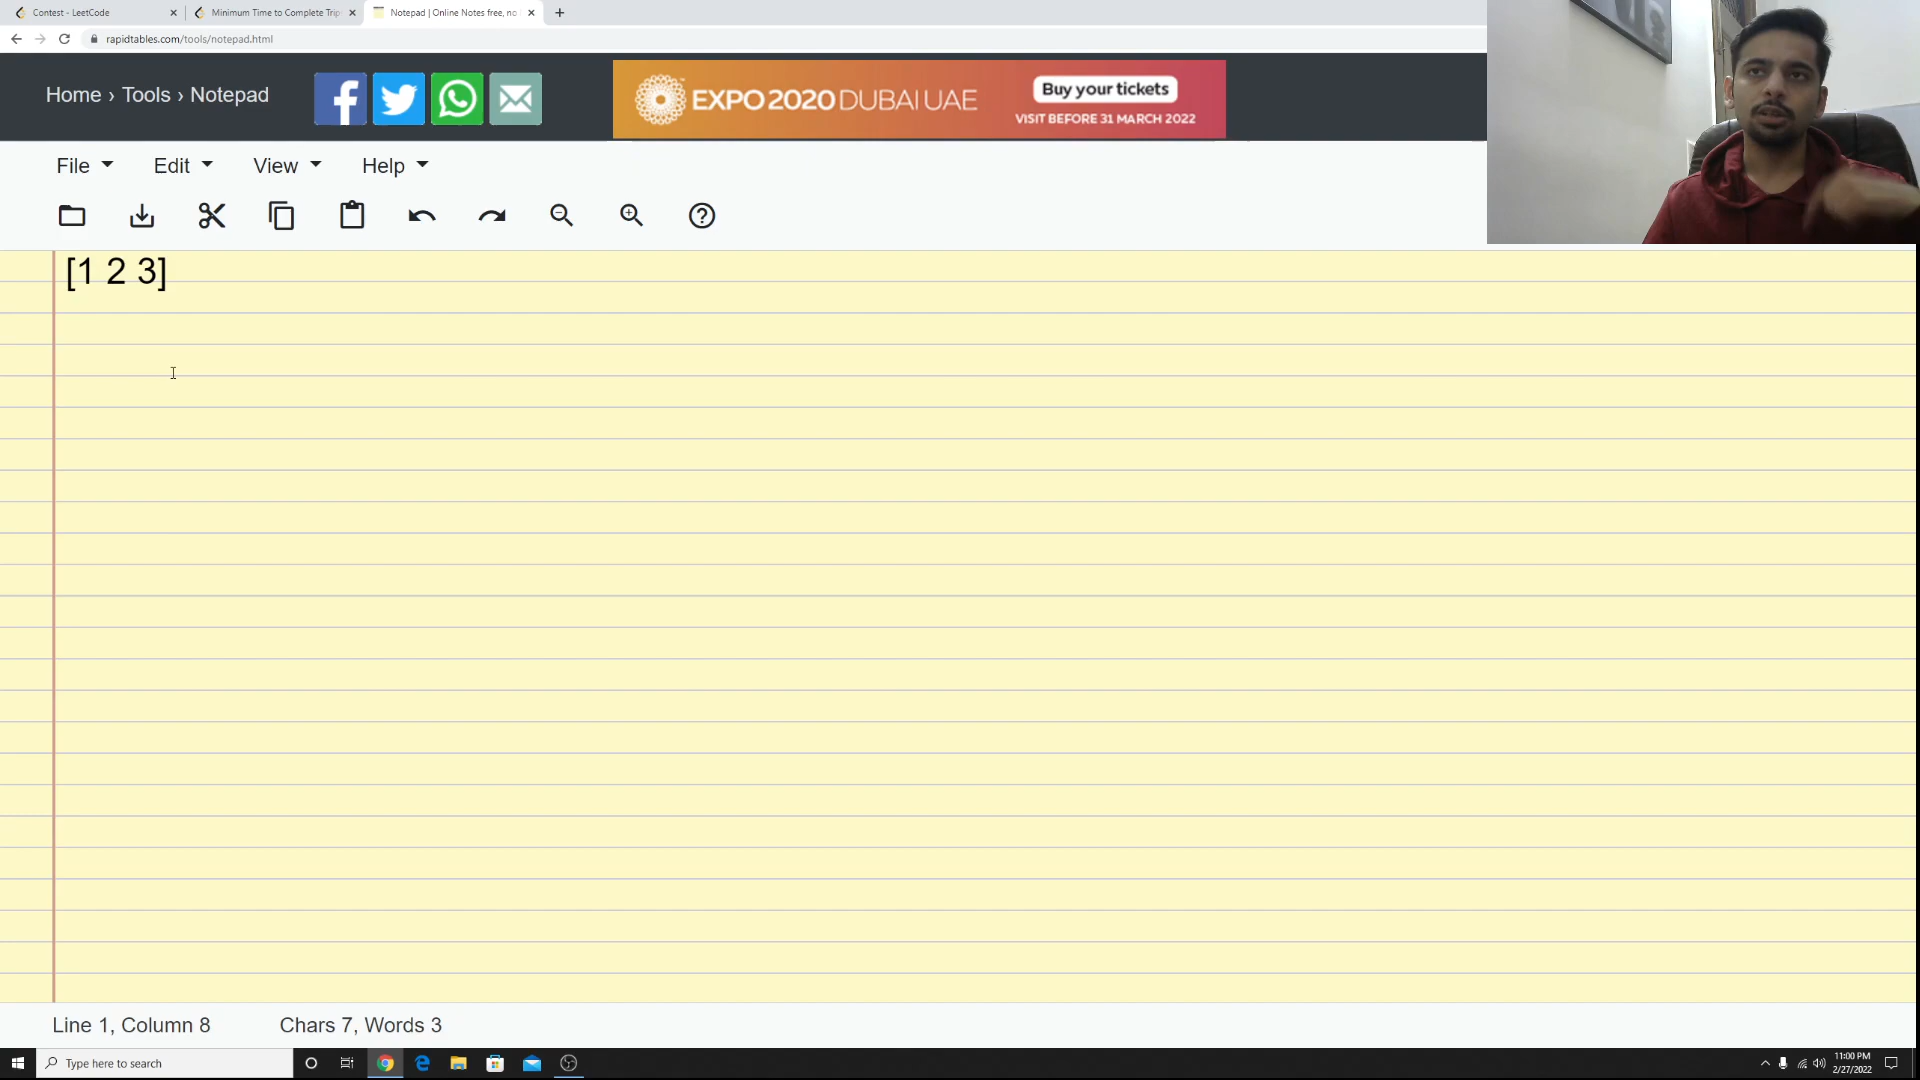 Contest - LeetCode
Minimum Time to Complete Trip
Notepad | Online Notes free, no
rapidtables.com/tools/notepad.html
Home › Tools › Notepad
EXPO 2020 DUBAI UAE
Buy your tickets
VISIT BEFORE 31 MARCH 2022
File Edit View Help
[1 2 3]
Line 1, Column 8 Chars 7, Words 3
Type here to search
11:00 PM
2/27/2022